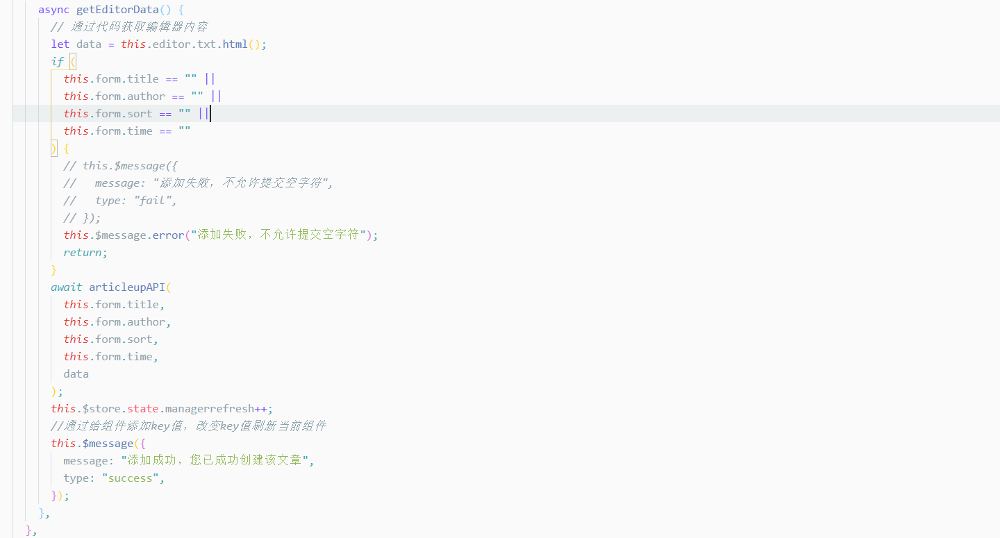 async getEditorData() {
// 通过代码获取编辑器内容
let data = this.editor.txt.html();
if (
this.form.title == "" ||
this.form.author == "" ||
this.form.sort == "" ||
this.form.time == ""
) {
// this.$message({
//   message: "添加失败，不允许提交空字符",
//   type: "fail",
// });
this.$message.error("添加失败，不允许提交空字符");
return;
}
await articleupAPI(
this.form.title,
this.form.author,
this.form.sort,
this.form.time,
data
);
this.$store.state.managerrefresh++;
//通过给组件添加key值，改变key值刷新当前组件
this.$message({
message: "添加成功，您已成功创建该文章",
type: "success",
});
},
},